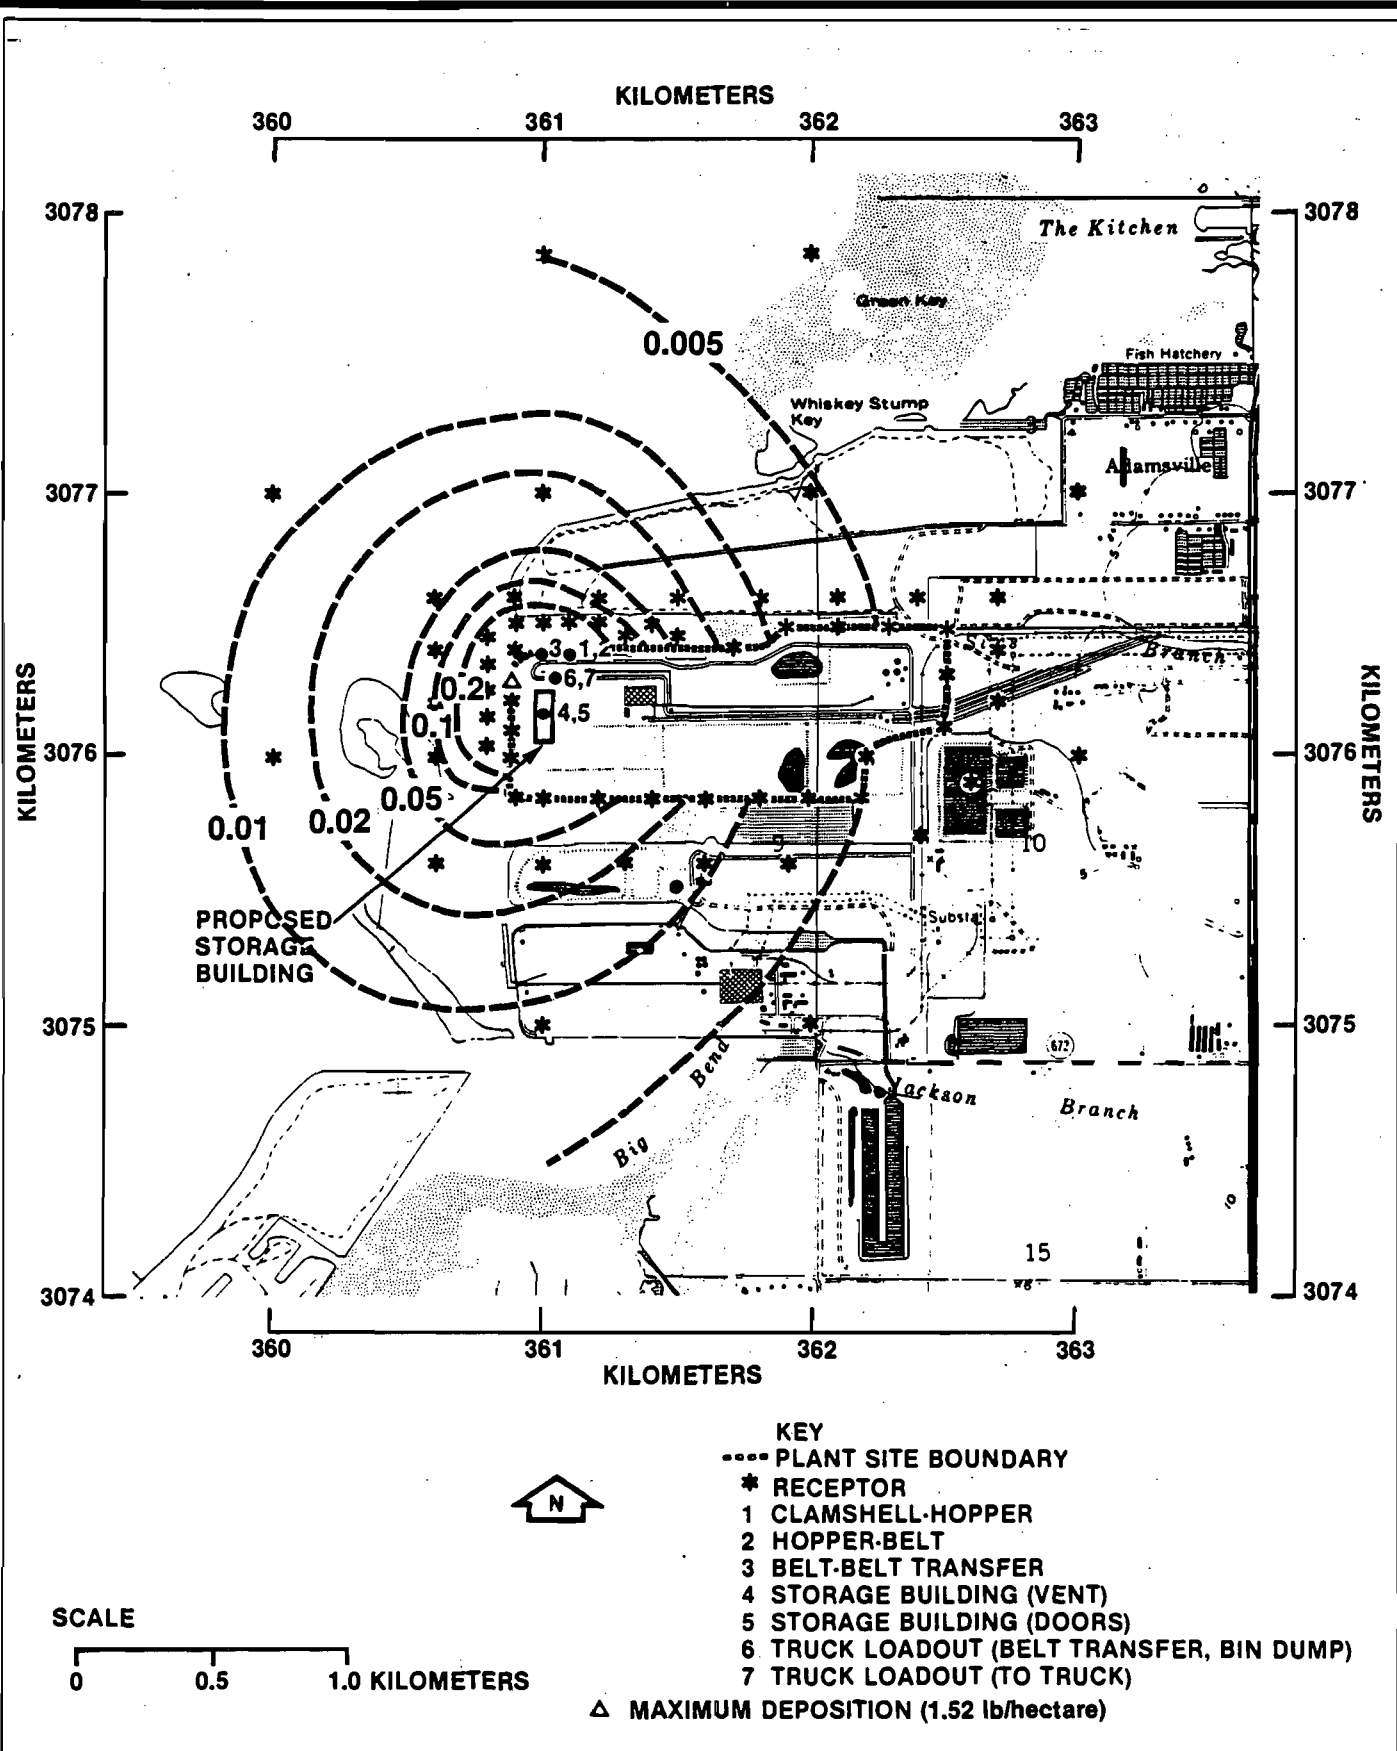 KILOMETERS
360 361 362 363
3078 3078
The Kitchen
Green Key
0.005
Fish Hatchery
Whiskey Stump
Key
Adamsville
3077 3077
3 1,2
Branch
0.2 6,7
0.1 4,5
KILOMETERS KILOMETERS
3076 3076
0.05
0.02
0.01
9 10
5
PROPOSED
STORAGE
BUILDING
Substa
3075 3075
672
Bend
Jackson
Branch
Big
10
15
3074 3074
360 361 362 363
KILOMETERS
KEY
PLANT SITE BOUNDARY
* RECEPTOR
N
1 CLAMSHELL-HOPPER
2 HOPPER-BELT
3 BELT-BELT TRANSFER
4 STORAGE BUILDING (VENT)
5 STORAGE BUILDING (DOORS)
6 TRUCK LOADOUT (BELT TRANSFER, BIN DUMP)
7 TRUCK LOADOUT (TO TRUCK)
△ MAXIMUM DEPOSITION (1.52 lb/hectare)
SCALE
0 0.5 1.0 KILOMETERS